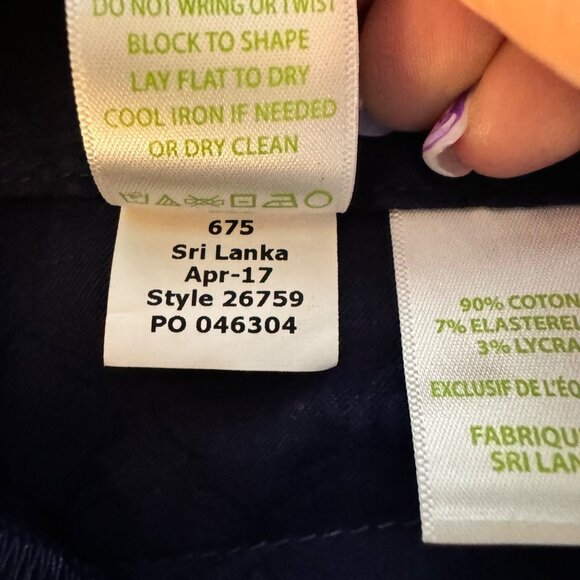 DO NOT WRING OR TWIST
BLOCK TO SHAPE
LAY FLAT TO DRY
COOL IRON IF NEEDED
OR DRY CLEAN
675
Sri Lanka
Apr-17
Style 26759
PO 046304
90% COTON
7% ELASTEREL
3% LYCRA
EXCLUSIF DE L'ÉQ
FABRIQU
SRI LAN